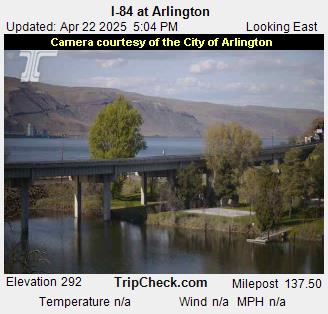 I-84 at Arlington
Updated: Apr 22 2025 5:04 PM Looking East
Camera courtesy of the City of Arlington
Elevation 292 TripCheck.com Milepost 137.50
Temperature n/a Wind n/a MPH n/a